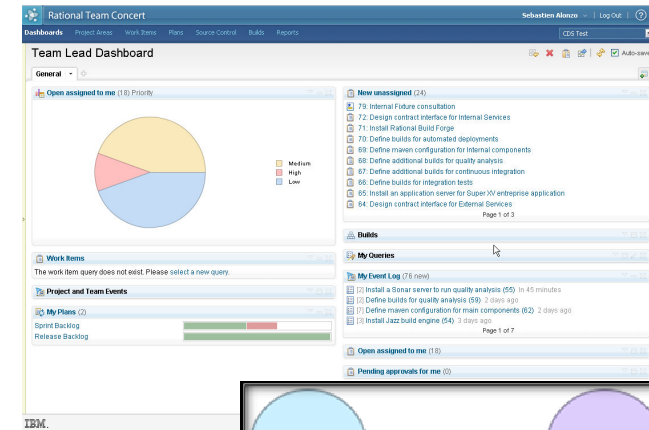 Rational Team Concert
Sebastien Alonzo | Log Out | ?
Dashboards Project Areas Work Items Plans Source Control Builds Reports
CDS Test
Team Lead Dashboard
Auto-save
General
Open assigned to me (18) Priority
Medium
High
Low
Work Items
The work item query does not exist. Please select a new query.
Project and Team Events
My Plans (2)
Sprint Backlog
Release Backlog
New unassigned (24)
79: Internal Fixture consultation
72: Design contract interface for Internal Services
71: Install Rational Build Forge
70: Define builds for automated deployments
69: Define maven configuration for Internal components
68: Define additional builds for quality analysis
67: Define additional builds for continuous integration
66: Define builds for integration tests
65: Install an application server for Super XV entreprise application
64: Design contract interface for External Services
Page 1 of 3
Builds
My Queries
My Event Log (76 new)
[2] Install a Sonar server to run quality analysis (55) In 45 minutes
[2] Define builds for quality analysis (59) 2 days ago
[7] Define maven configuration for main components (62) 2 days ago
[3] Install Jazz build engine (54) 3 days ago
Page 1 of 7
Open assigned to me (18)
Pending approvals for me (0)
IBM.